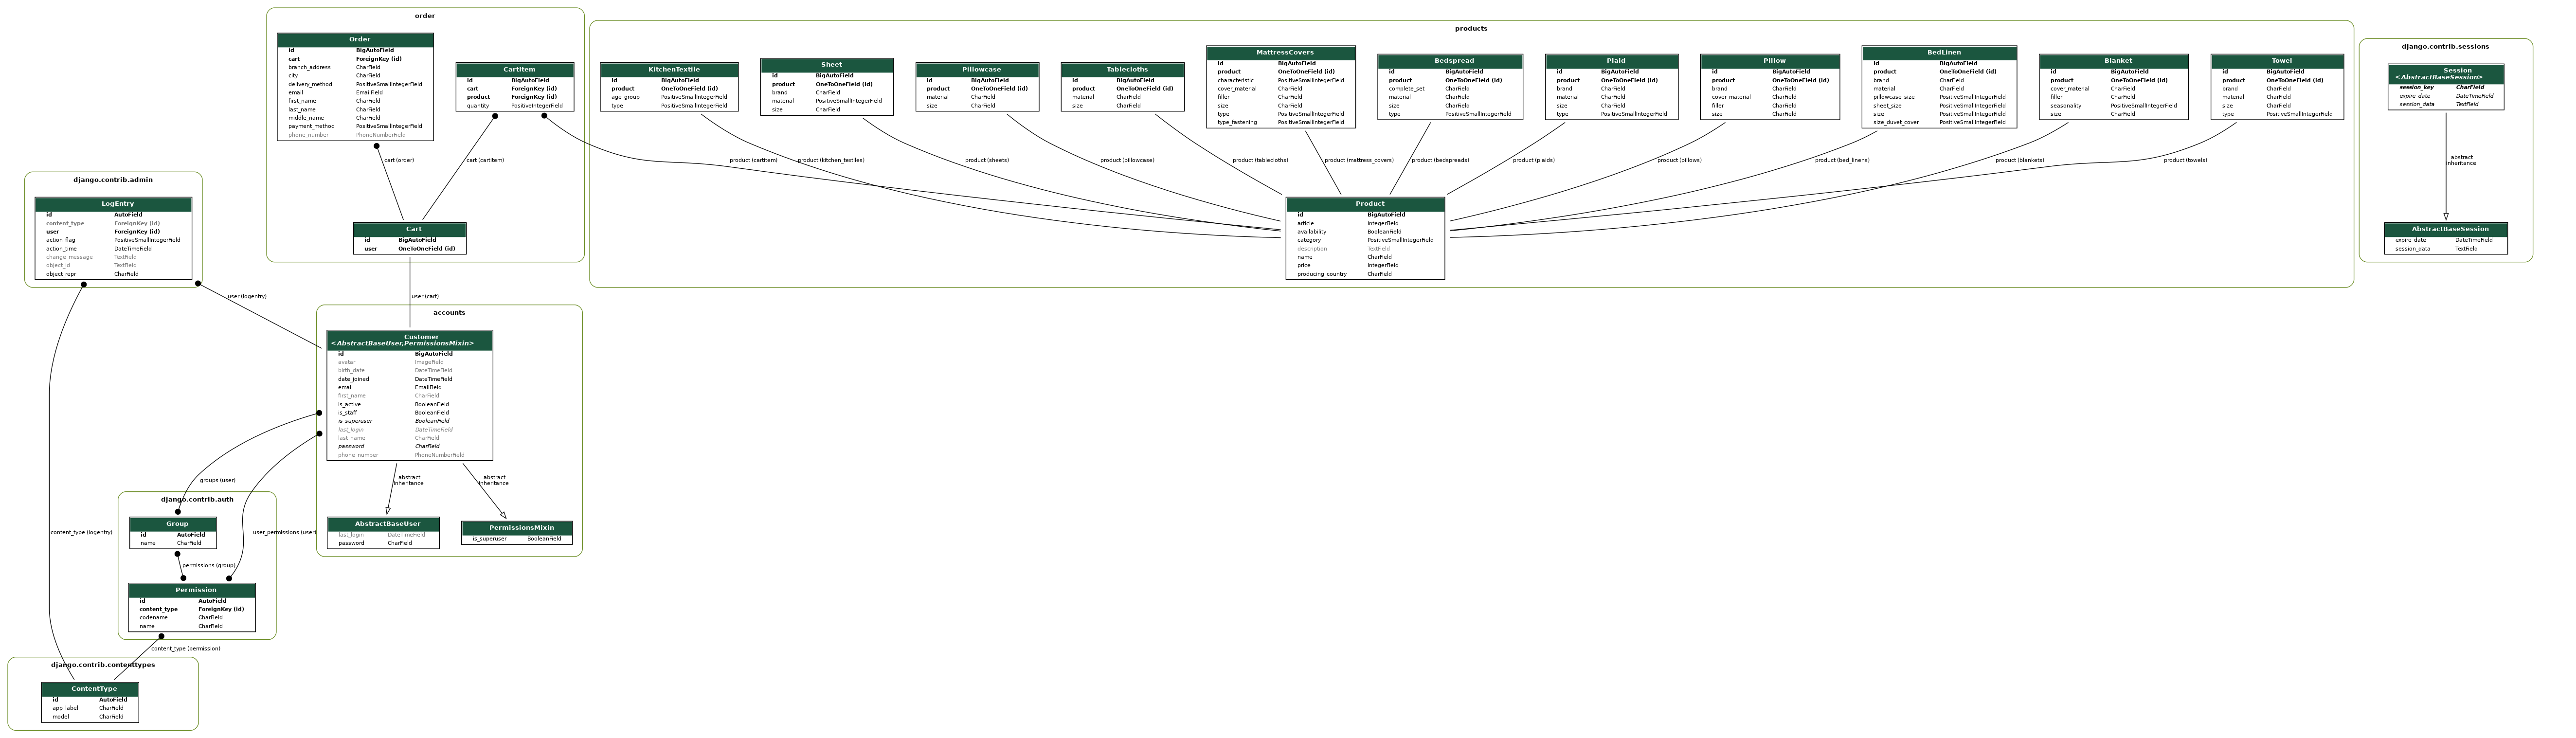 order
Order
id BigAutoField
cart ForeignKey (id)
branch_address CharField
city CharField
delivery_method PositiveSmallIntegerField
email EmailField
first_name CharField
last_name CharField
middle_name CharField
payment_method PositiveSmallIntegerField
phone_number PhoneNumberField
CartItem
id BigAutoField
cart ForeignKey (id)
product ForeignKey (id)
quantity PositiveIntegerField
cart (order)
cart (cartitem)
Cart
id BigAutoField
user OneToOneField (id)
products
KitchenTextile
id BigAutoField
product OneToOneField (id)
age_group PositiveSmallIntegerField
type PositiveSmallIntegerField
Sheet
id BigAutoField
product OneToOneField (id)
brand CharField
material PositiveSmallIntegerField
size CharField
Pillowcase
id BigAutoField
product OneToOneField (id)
material CharField
size CharField
Tablecloths
id BigAutoField
product OneToOneField (id)
material CharField
size CharField
MattressCovers
id BigAutoField
product OneToOneField (id)
characteristic PositiveSmallIntegerField
cover_material CharField
filler CharField
size CharField
type PositiveSmallIntegerField
type_fastening PositiveSmallIntegerField
Bedspread
id BigAutoField
product OneToOneField (id)
complete_set CharField
material CharField
size CharField
type PositiveSmallIntegerField
Plaid
id BigAutoField
product OneToOneField (id)
brand CharField
material CharField
size CharField
type PositiveSmallIntegerField
Pillow
id BigAutoField
product OneToOneField (id)
brand CharField
cover_material CharField
filler CharField
size CharField
BedLinen
id BigAutoField
product OneToOneField (id)
brand CharField
material CharField
pillowcase_size PositiveSmallIntegerField
sheet_size PositiveSmallIntegerField
size PositiveSmallIntegerField
size_duvet_cover PositiveSmallIntegerField
Blanket
id BigAutoField
product OneToOneField (id)
cover_material CharField
filler CharField
seasonality PositiveSmallIntegerField
size CharField
Towel
id BigAutoField
product OneToOneField (id)
brand CharField
material CharField
size CharField
type PositiveSmallIntegerField
product (cartitem)
product (kitchen_textiles)
product (sheets)
product (pillowcase)
product (tablecloths)
product (mattress_covers)
product (bedspreads)
product (plaids)
product (pillows)
product (bed_linens)
product (blankets)
product (towels)
Product
id BigAutoField
article IntegerField
availability BooleanField
category PositiveSmallIntegerField
description TextField
name CharField
price IntegerField
producing_country CharField
django.contrib.sessions
Session
<AbstractBaseSession>
session_key CharField
expire_date DateTimeField
session_data TextField
abstract
inheritance
AbstractBaseSession
expire_date DateTimeField
session_data TextField
django.contrib.admin
LogEntry
id AutoField
content_type ForeignKey (id)
user ForeignKey (id)
action_flag PositiveSmallIntegerField
action_time DateTimeField
change_message TextField
object_id TextField
object_repr CharField
user (logentry)
user (cart)
accounts
Customer
<AbstractBaseUser,PermissionsMixin>
id BigAutoField
avatar ImageField
birth_date DateTimeField
date_joined DateTimeField
email EmailField
first_name CharField
is_active BooleanField
is_staff BooleanField
is_superuser BooleanField
last_login DateTimeField
last_name CharField
password CharField
phone_number PhoneNumberField
abstract
inheritance
abstract
inheritance
AbstractBaseUser
last_login DateTimeField
password CharField
PermissionsMixin
is_superuser BooleanField
groups (user)
django.contrib.auth
Group
id AutoField
name CharField
content_type (logentry)
user_permissions (user)
permissions (group)
Permission
id AutoField
content_type ForeignKey (id)
codename CharField
name CharField
content_type (permission)
django.contrib.contenttypes
ContentType
id AutoField
app_label CharField
model CharField